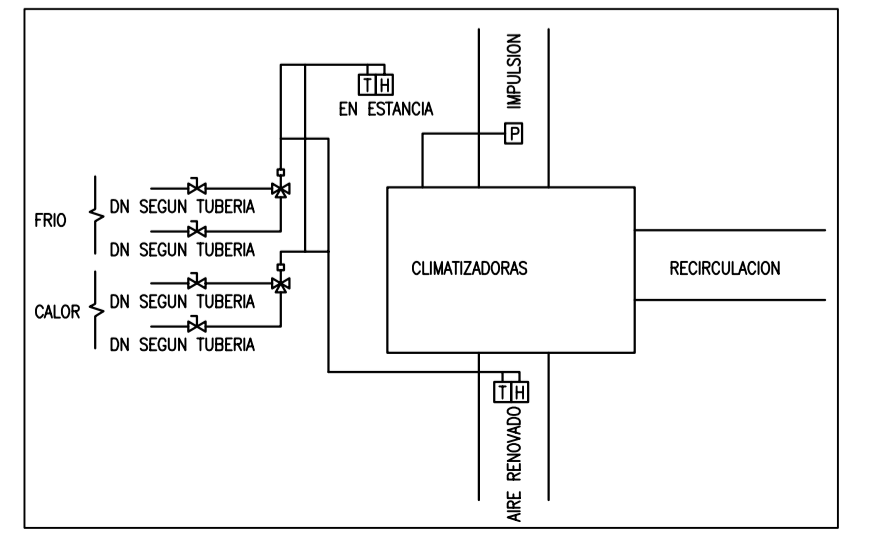 IMPULSION
T H
EN ESTANCIA
P
DN SEGUN TUBERIA
FRIO
DN SEGUN TUBERIA
CLIMATIZADORAS
RECIRCULACION
DN SEGUN TUBERIA
CALOR
DN SEGUN TUBERIA
T H
AIRE RENOVADO